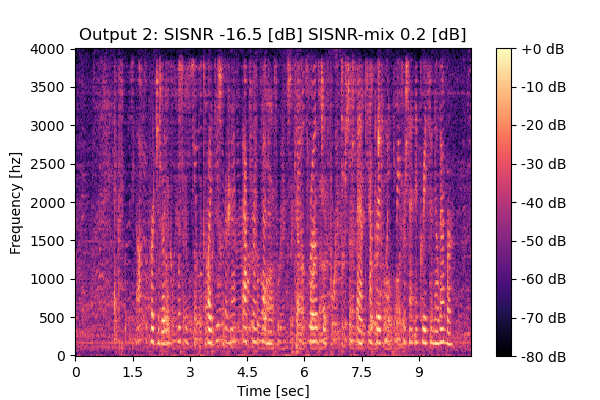 Output 2: SISNR -16.5 [dB] SISNR-mix 0.2 [dB]
4000
3500
3000
2500
2000
1500
1000
500
0
Frequency [hz]
0 1.5 3 4.5 6 7.5 9
Time [sec]
+0 dB
-10 dB
-20 dB
-30 dB
-40 dB
-50 dB
-60 dB
-70 dB
-80 dB